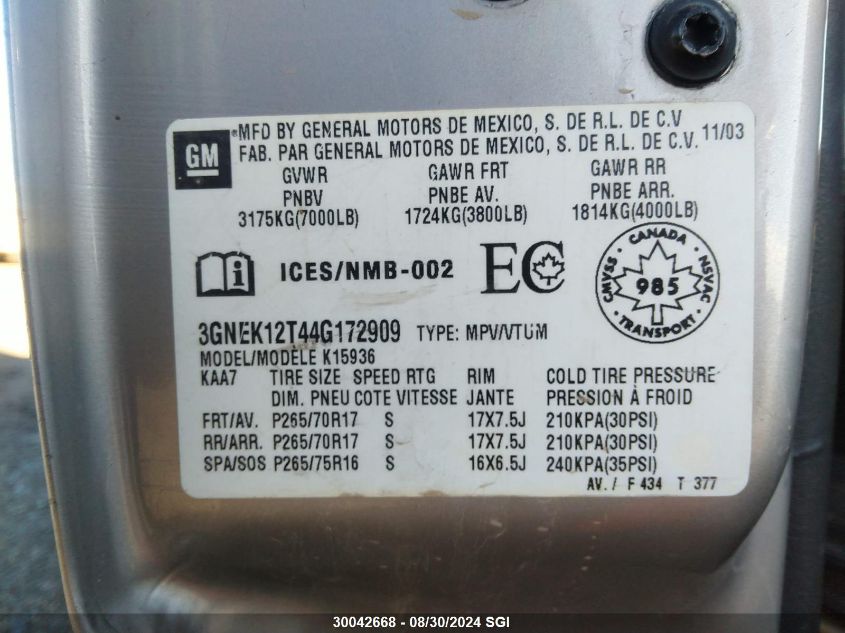 GM
MFD BY GENERAL MOTORS DE MEXICO, S. DE R.L. DE C.V
FAB. PAR GENERAL MOTORS DE MEXICO, S. DE R.L. DE C.V. 11/03
GVWR GAWR FRT GAWR RR
PNBV PNBE AV. PNBE ARR.
3175KG(7000LB) 1724KG(3800LB) 1814KG(4000LB)
ICES/NMB-002 EC
CANADA
CMVSS 985 NSVAC
TRANSPORT
3GNEK12T44G172909 TYPE: MPV/VTUM
MODEL/MODÈLE K15936
KAA7 TIRE SIZE SPEED RTG RIM COLD TIRE PRESSURE
DIM. PNEU COTE VITESSE JANTE PRESSION À FROID
FRT/AV. P265/70R17 S 17X7.5J 210KPA(30PSI)
RR/ARR. P265/70R17 S 17X7.5J 210KPA(30PSI)
SPA/SOS P265/75R16 S 16X6.5J 240KPA(35PSI)
AV. / F 434 T 377
30042668 - 08/30/2024 SGI